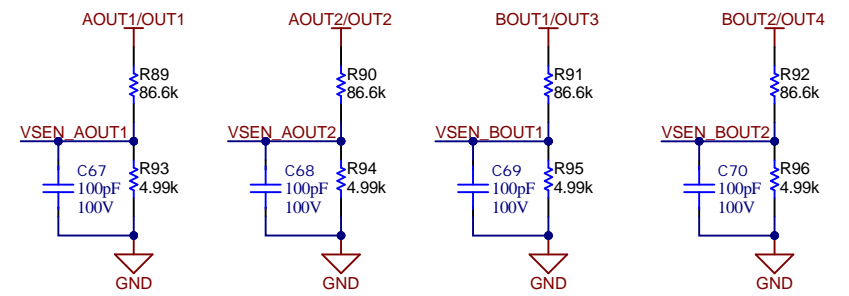 AOUT1/OUT1
AOUT2/OUT2
BOUT1/OUT3
BOUT2/OUT4
R89
86.6k
R90
86.6k
R91
86.6k
R92
86.6k
VSEN_AOUT1
VSEN_AOUT2
VSEN_BOUT1
VSEN_BOUT2
C67
100pF
100V
R93
4.99k
C68
100pF
100V
R94
4.99k
C69
100pF
100V
R95
4.99k
C70
100pF
100V
R96
4.99k
GND
GND
GND
GND